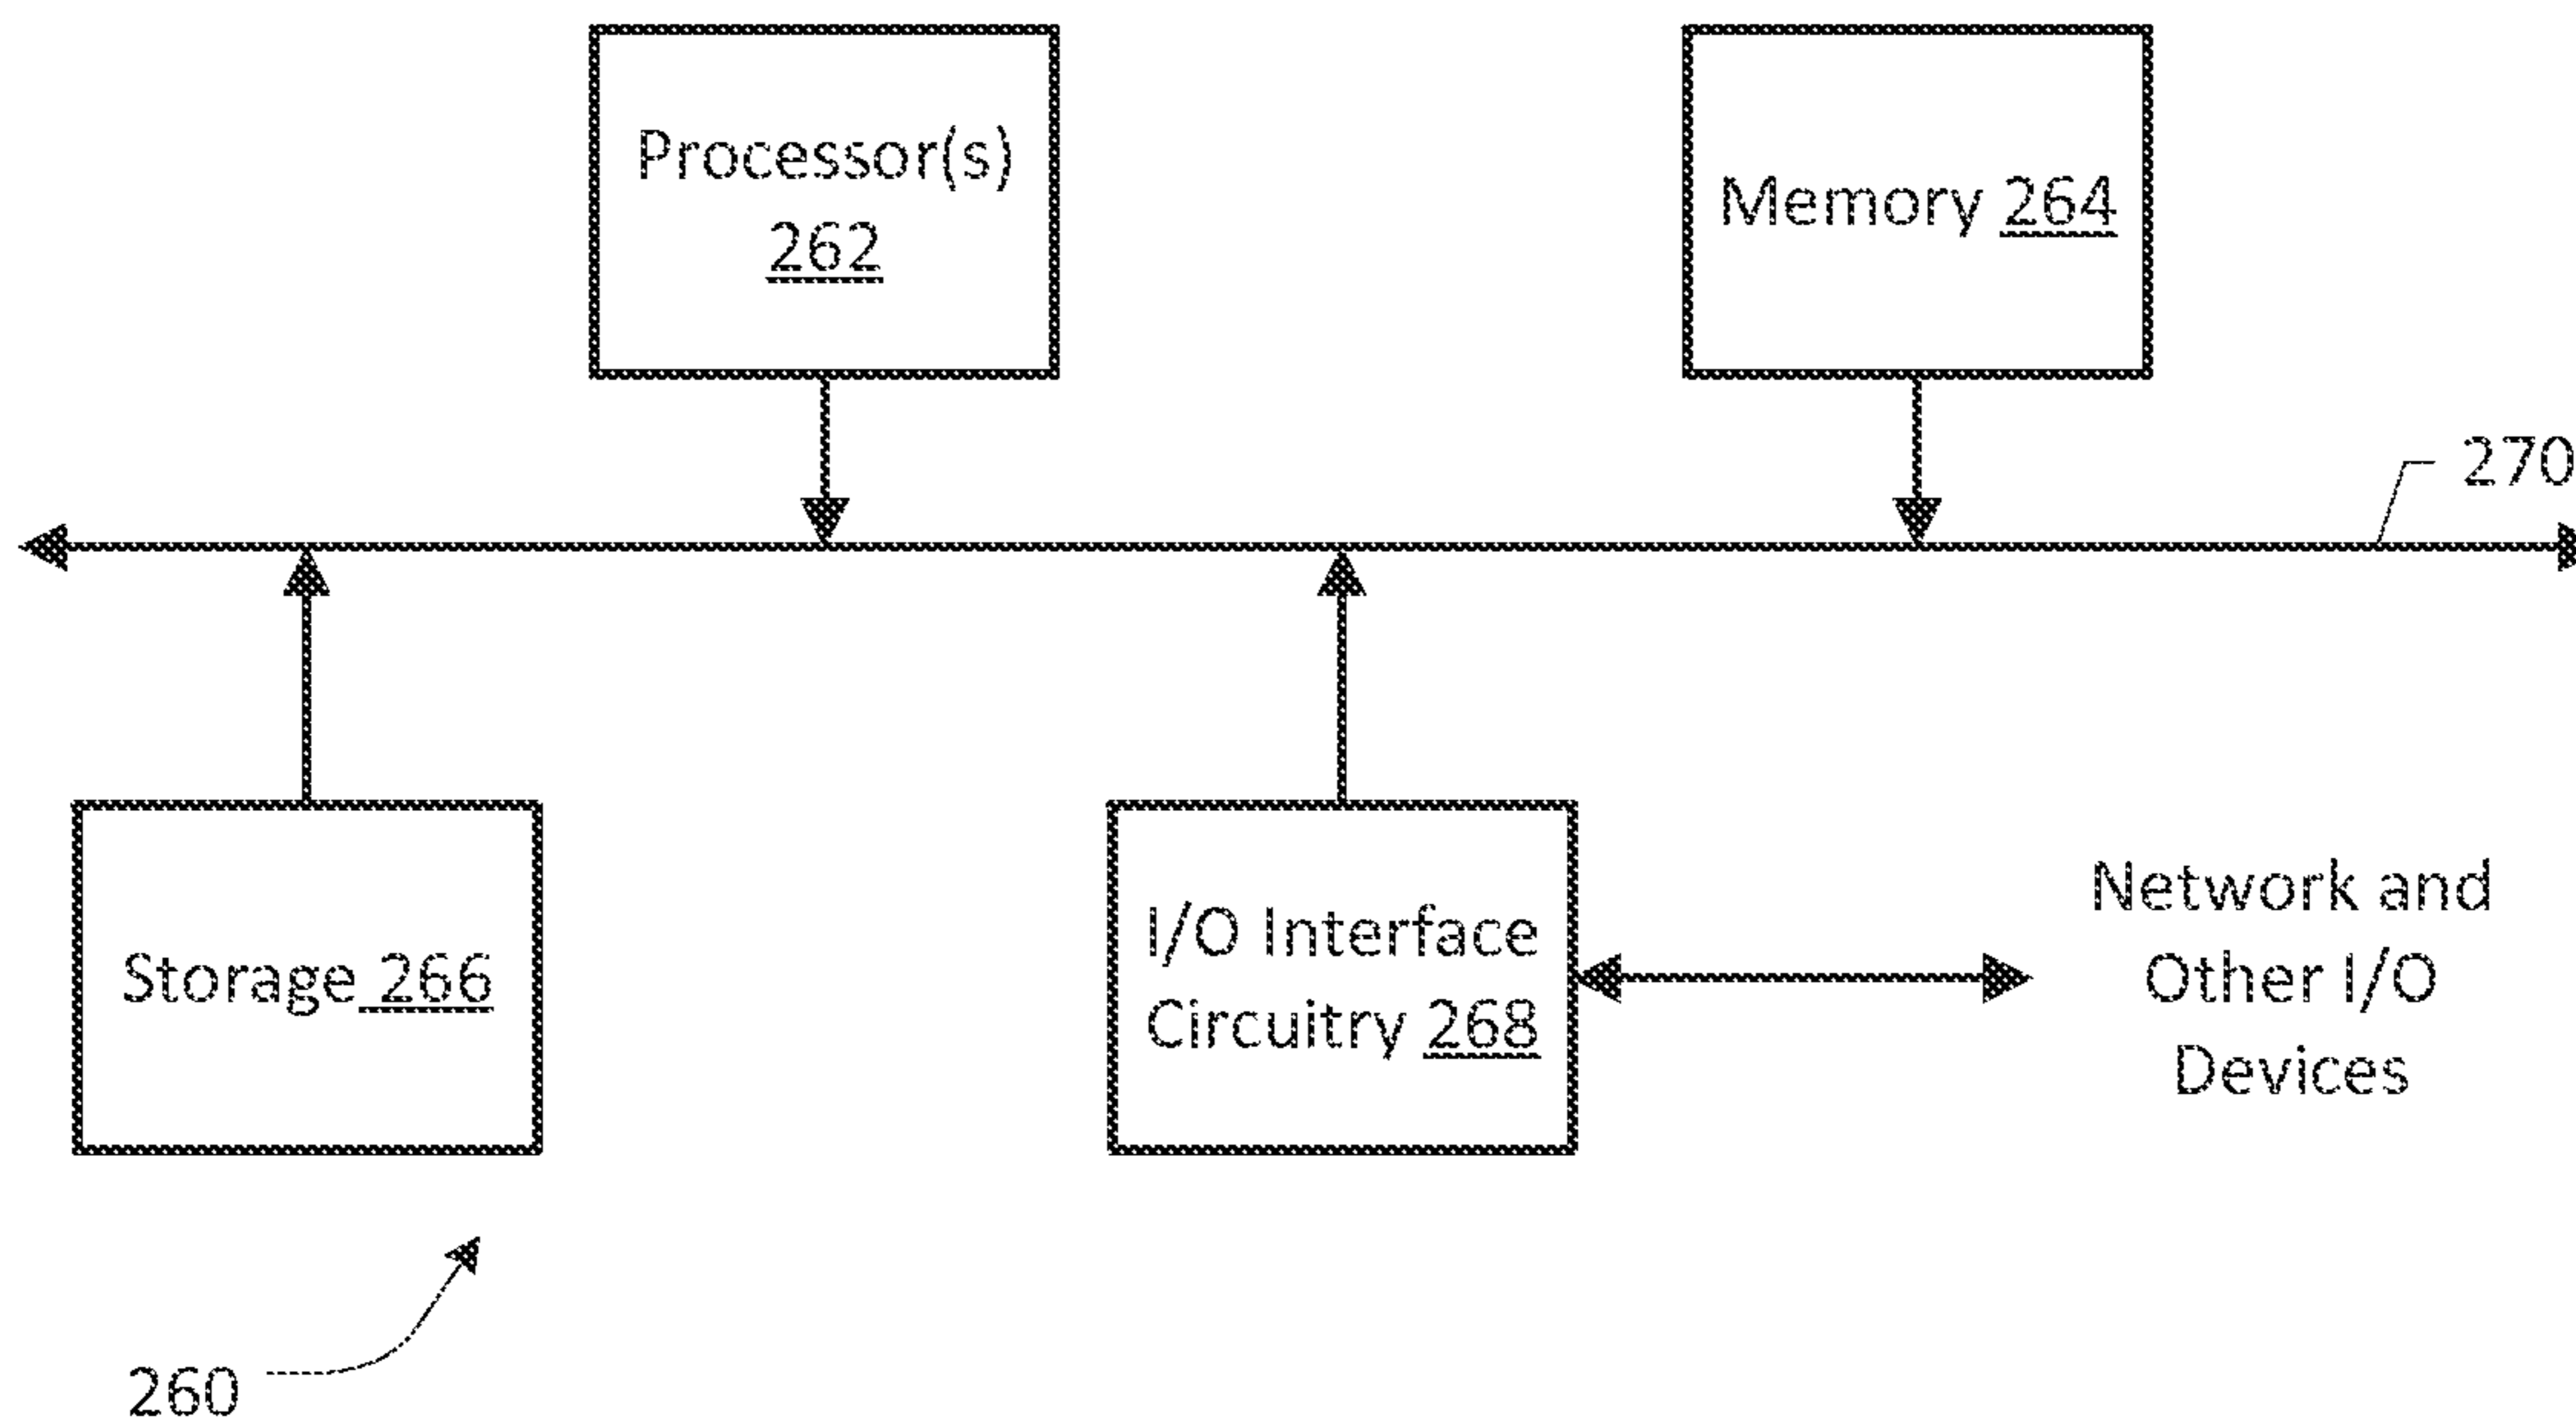 Processor(s)
262
Memory 264
270
Storage 266
I/O Interface
Circuitry 268
Network and
Other I/O
Devices
260